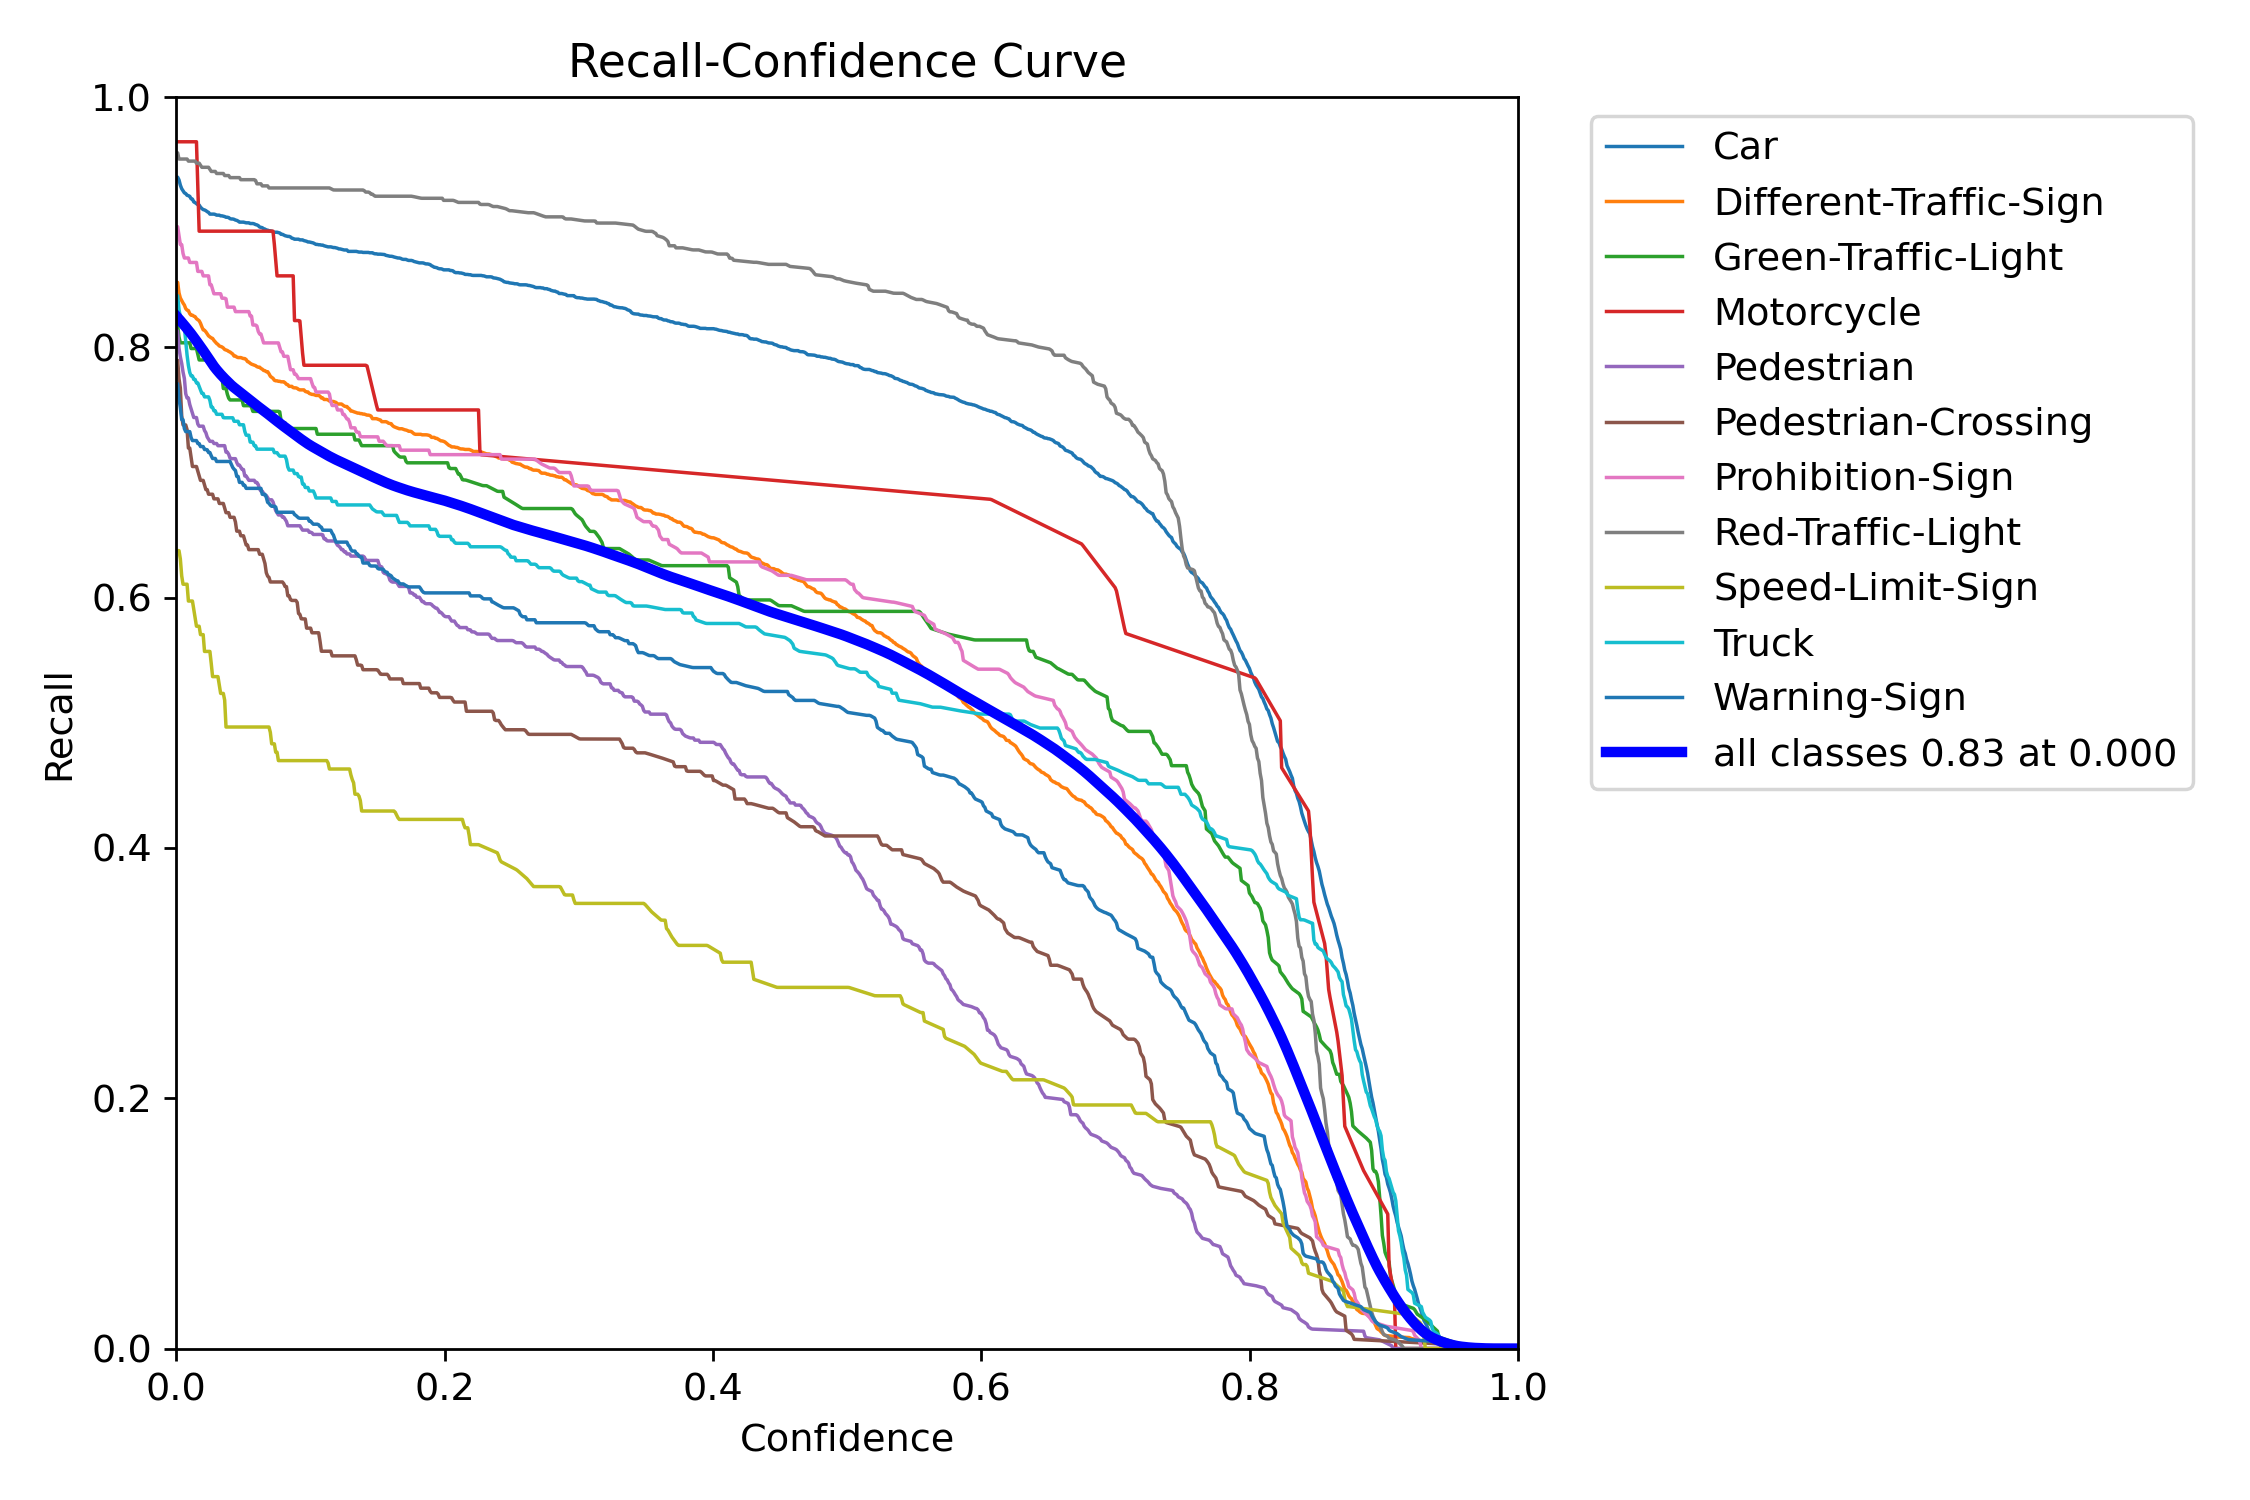 Recall-Confidence Curve
1.0
0.8
0.6
0.4
0.2
0.0
Recall
0.0 0.2 0.4 0.6 0.8 1.0
Confidence
Car
Different-Traffic-Sign
Green-Traffic-Light
Motorcycle
Pedestrian
Pedestrian-Crossing
Prohibition-Sign
Red-Traffic-Light
Speed-Limit-Sign
Truck
Warning-Sign
all classes 0.83 at 0.000